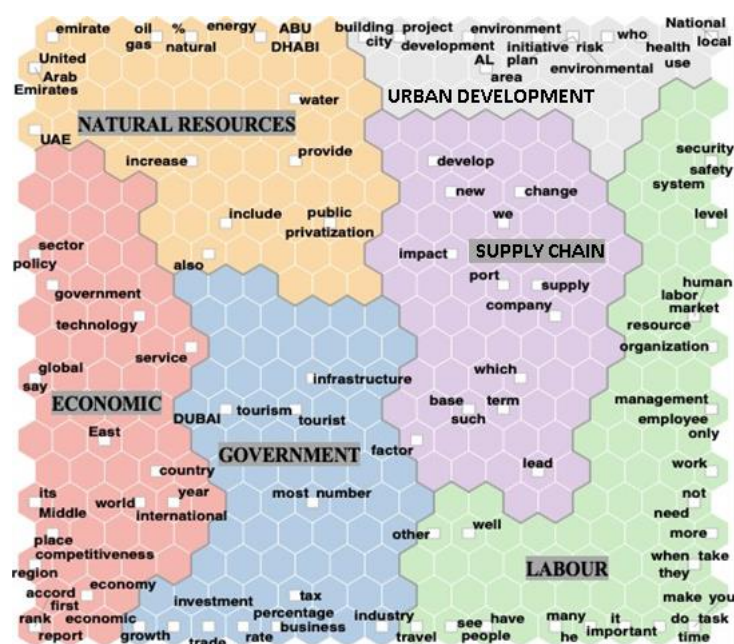 emirate oil % energy ABU building project environment who National
gas natural DHABI city development initiative risk health local
United AL plan environmental use
Arab area
Emirates
water URBAN DEVELOPMENT
NATURAL RESOURCES
UAE
increase provide develop security
safety
new change system
include public we level
privatization
sector impact SUPPLY CHAIN
policy also
government port supply human
labor
technology company market
resource
service organization
global which
say infrastructure
ECONOMIC base term management
DUBAI tourism tourist such employee
East only
GOVERNMENT factor
country lead work
its year most number not
Middle world international need
place other well more
competitiveness when take
region LABOUR they
accord economy
first investment tax make you
percentage
rank economic business industry see have many it do task
report growth trade rate travel people he important time